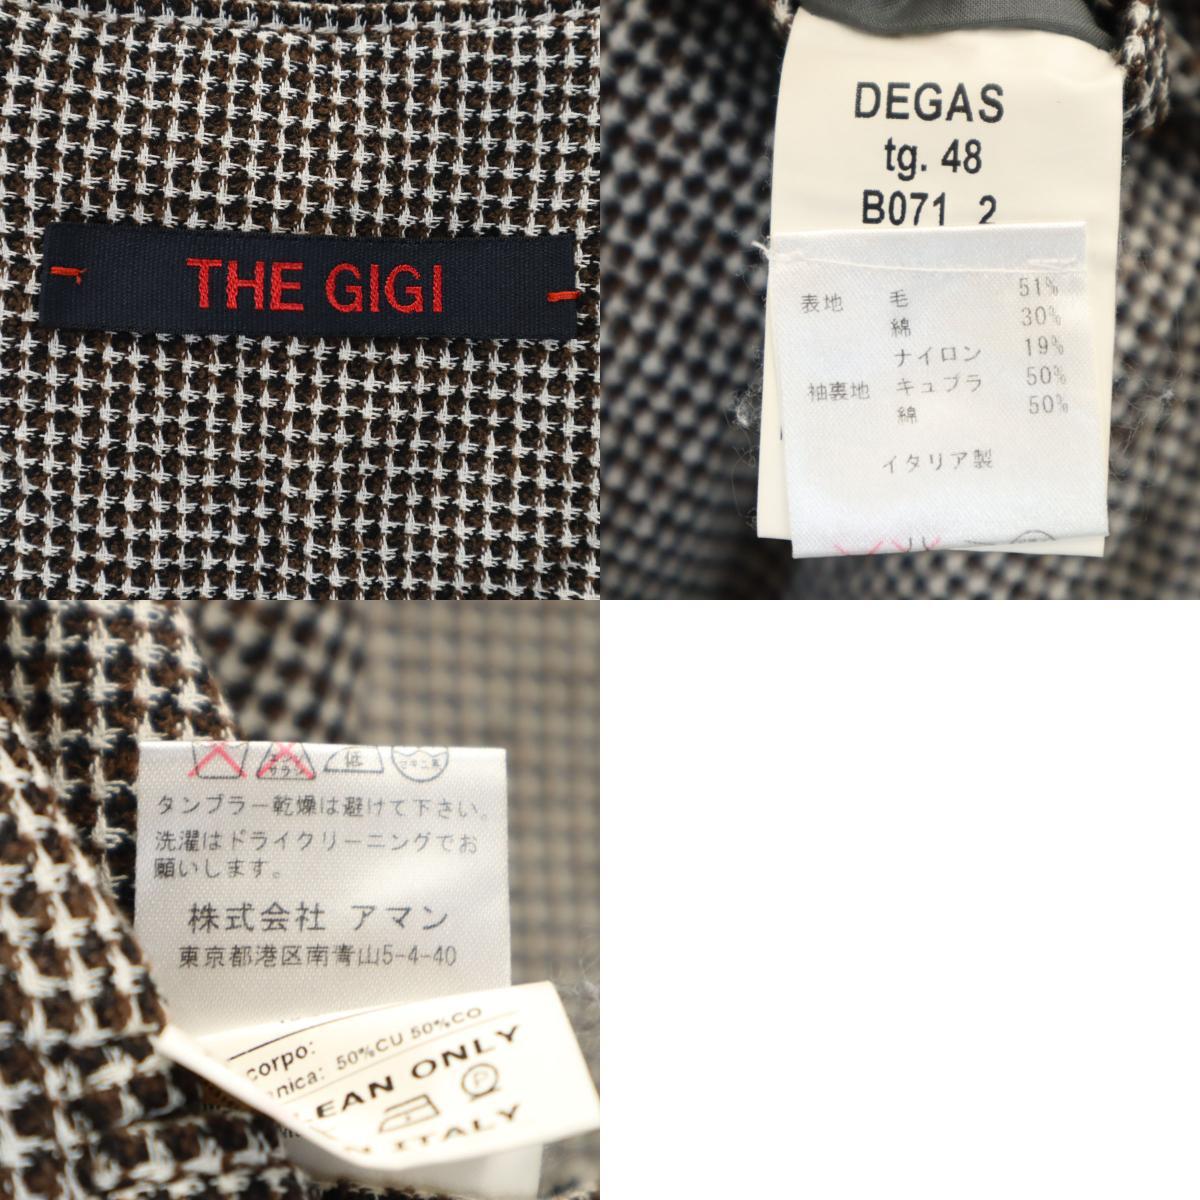 THE GIGI
DEGAS
tg. 48
B071 2
表地 毛 51%
綿 30%
ナイロン 19%
袖裏地 キュプラ 50%
綿 50%
イタリア製
低
タンブラー乾燥は避けて下さい。
洗濯はドライクリーニングでお
願いします。
株式会社 アマン
東京都港区南青山5-4-40
corpo:
anica: 50%CU 50%CO
LEAN ONLY
P
N ITALY